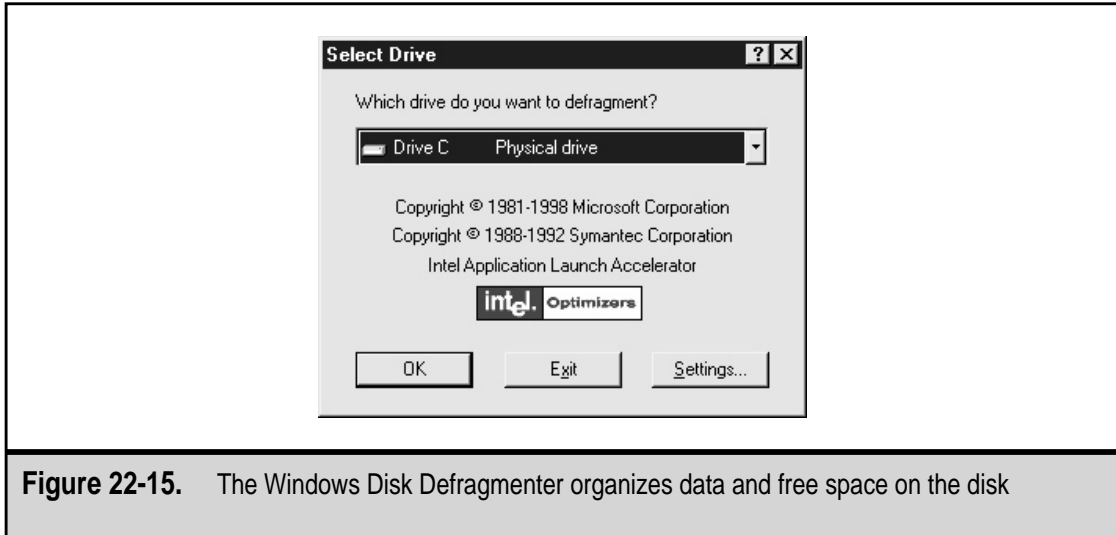 Select Drive
Which drive do you want to defragment?
Drive C Physical drive
Copyright © 1981-1998 Microsoft Corporation
Copyright © 1988-1992 Symantec Corporation
Intel Application Launch Accelerator
intel. Optimizers
OK Exit Settings...
Figure 22-15. The Windows Disk Defragmenter organizes data and free space on the disk